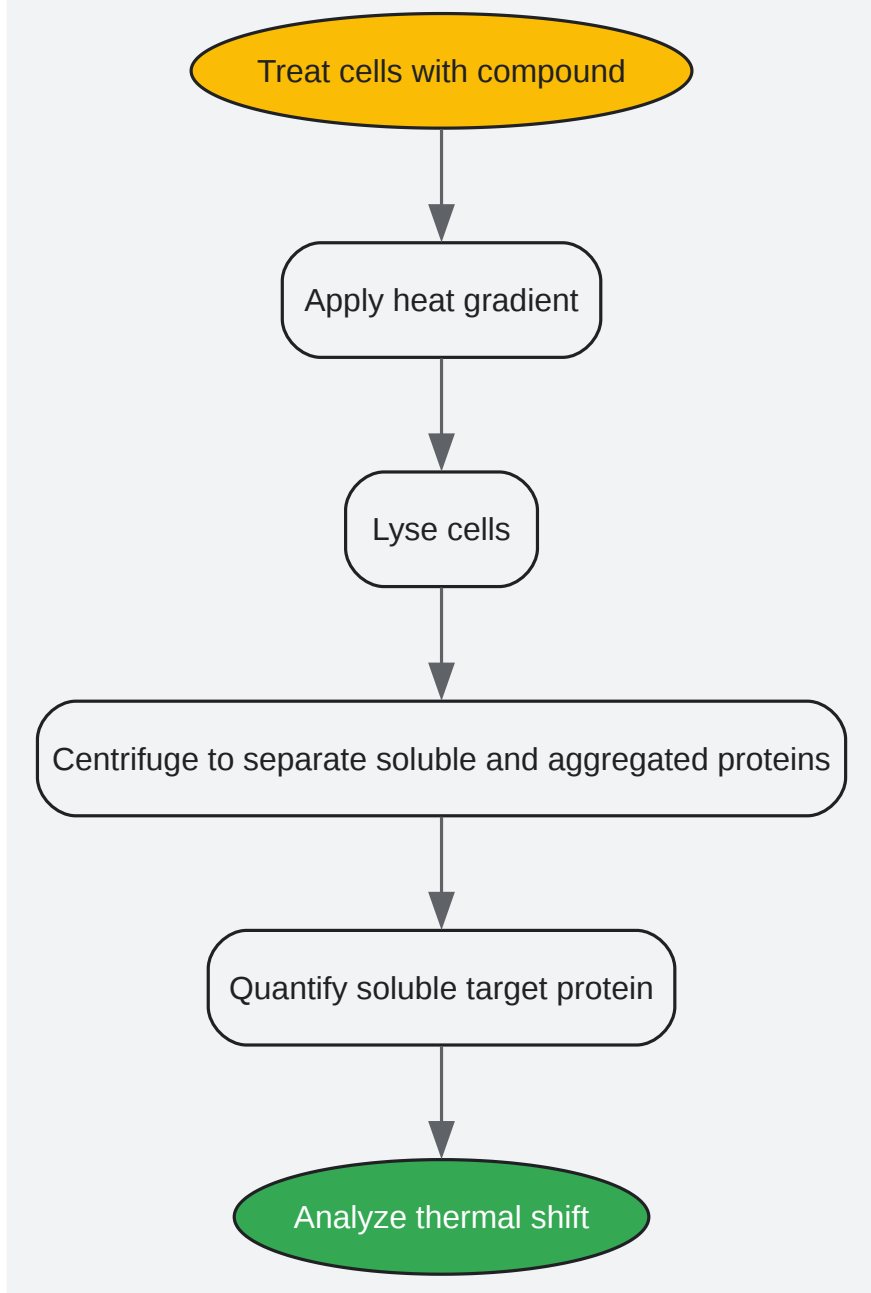 Treat cells with compound
Apply heat gradient
Lyse cells
Centrifuge to separate soluble and aggregated proteins
Quantify soluble target protein
Analyze thermal shift